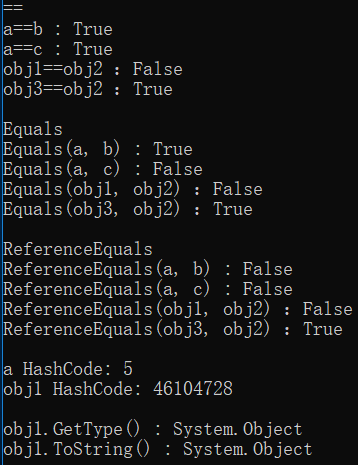 ==
a==b : True
a==c : True
obj1==obj2 : False
obj3==obj2 : True
Equals
Equals(a, b) : True
Equals(a, c) : False
Equals(obj1, obj2) : False
Equals(obj3, obj2) : True
ReferenceEquals
ReferenceEquals(a, b) : False
ReferenceEquals(a, c) : False
ReferenceEquals(obj1, obj2) : False
ReferenceEquals(obj3, obj2) : True
a HashCode: 5
obj1 HashCode: 46104728
obj1.GetType() : System.Object
obj1.ToString() : System.Object